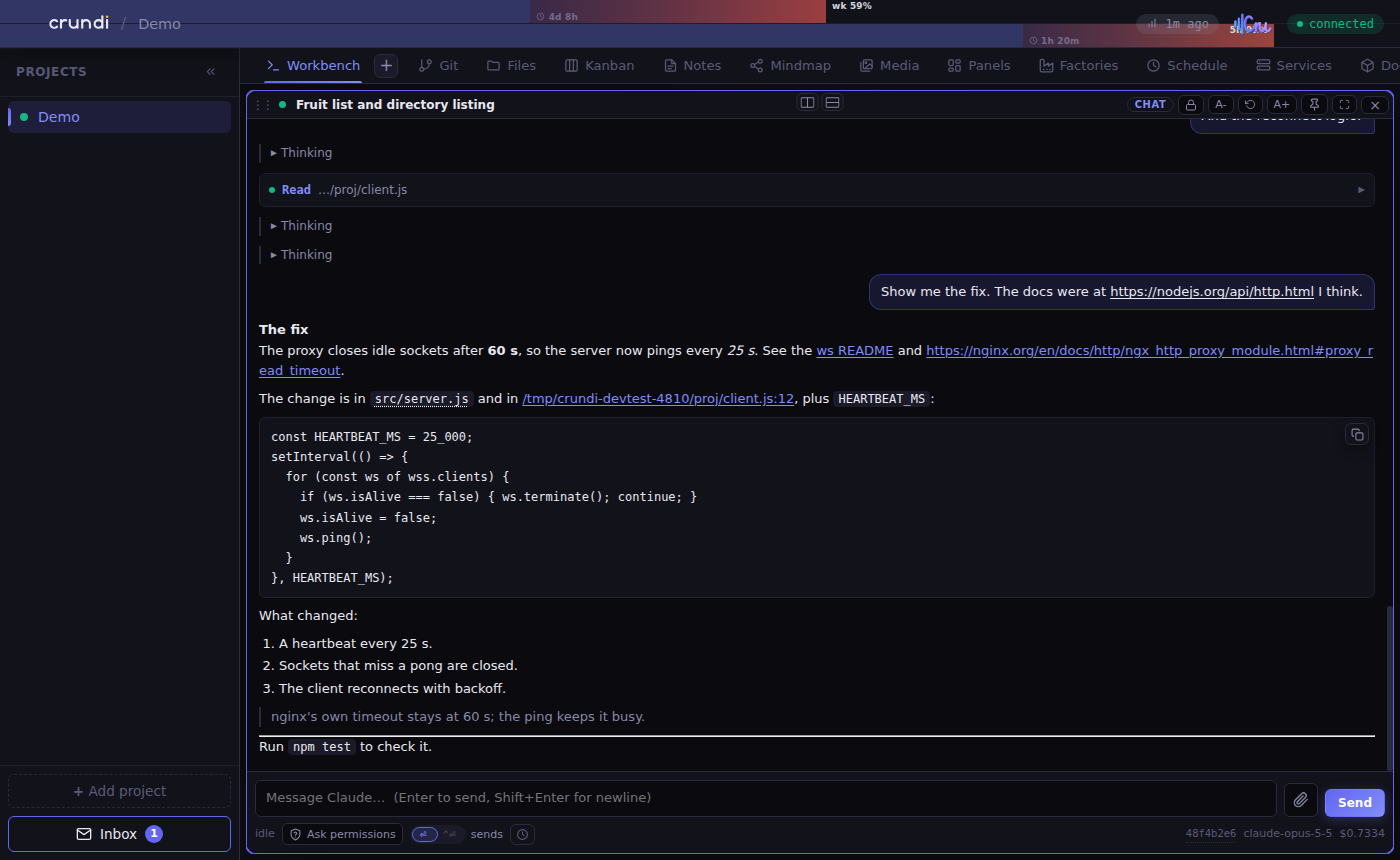 crundi / Demo
4d 8h
wk 59%
1h 20m
1m ago
connected
PROJECTS «
Demo
+ Add project
Inbox 1
Workbench + Git Files Kanban Notes Mindmap Media Panels Factories Schedule Services Do
Fruit list and directory listing
CHAT A- A+
▸ Thinking
Read …/proj/client.js
▸ Thinking
▸ Thinking
Show me the fix. The docs were at https://nodejs.org/api/http.html I think.
The fix
The proxy closes idle sockets after 60 s, so the server now pings every 25 s. See the ws README and https://nginx.org/en/docs/http/ngx_http_proxy_module.html#proxy_r
ead_timeout.
The change is in src/server.js and in /tmp/crundi-devtest-4810/proj/client.js:12, plus HEARTBEAT_MS:
const HEARTBEAT_MS = 25_000;
setInterval(() => {
  for (const ws of wss.clients) {
    if (ws.isAlive === false) { ws.terminate(); continue; }
    ws.isAlive = false;
    ws.ping();
  }
}, HEARTBEAT_MS);
What changed:
1. A heartbeat every 25 s.
2. Sockets that miss a pong are closed.
3. The client reconnects with backoff.
nginx's own timeout stays at 60 s; the ping keeps it busy.
Run npm test to check it.
Message Claude… (Enter to send, Shift+Enter for newline)
Send
idle Ask permissions sends
48f4b2e6 claude-opus-5-5 $0.7334